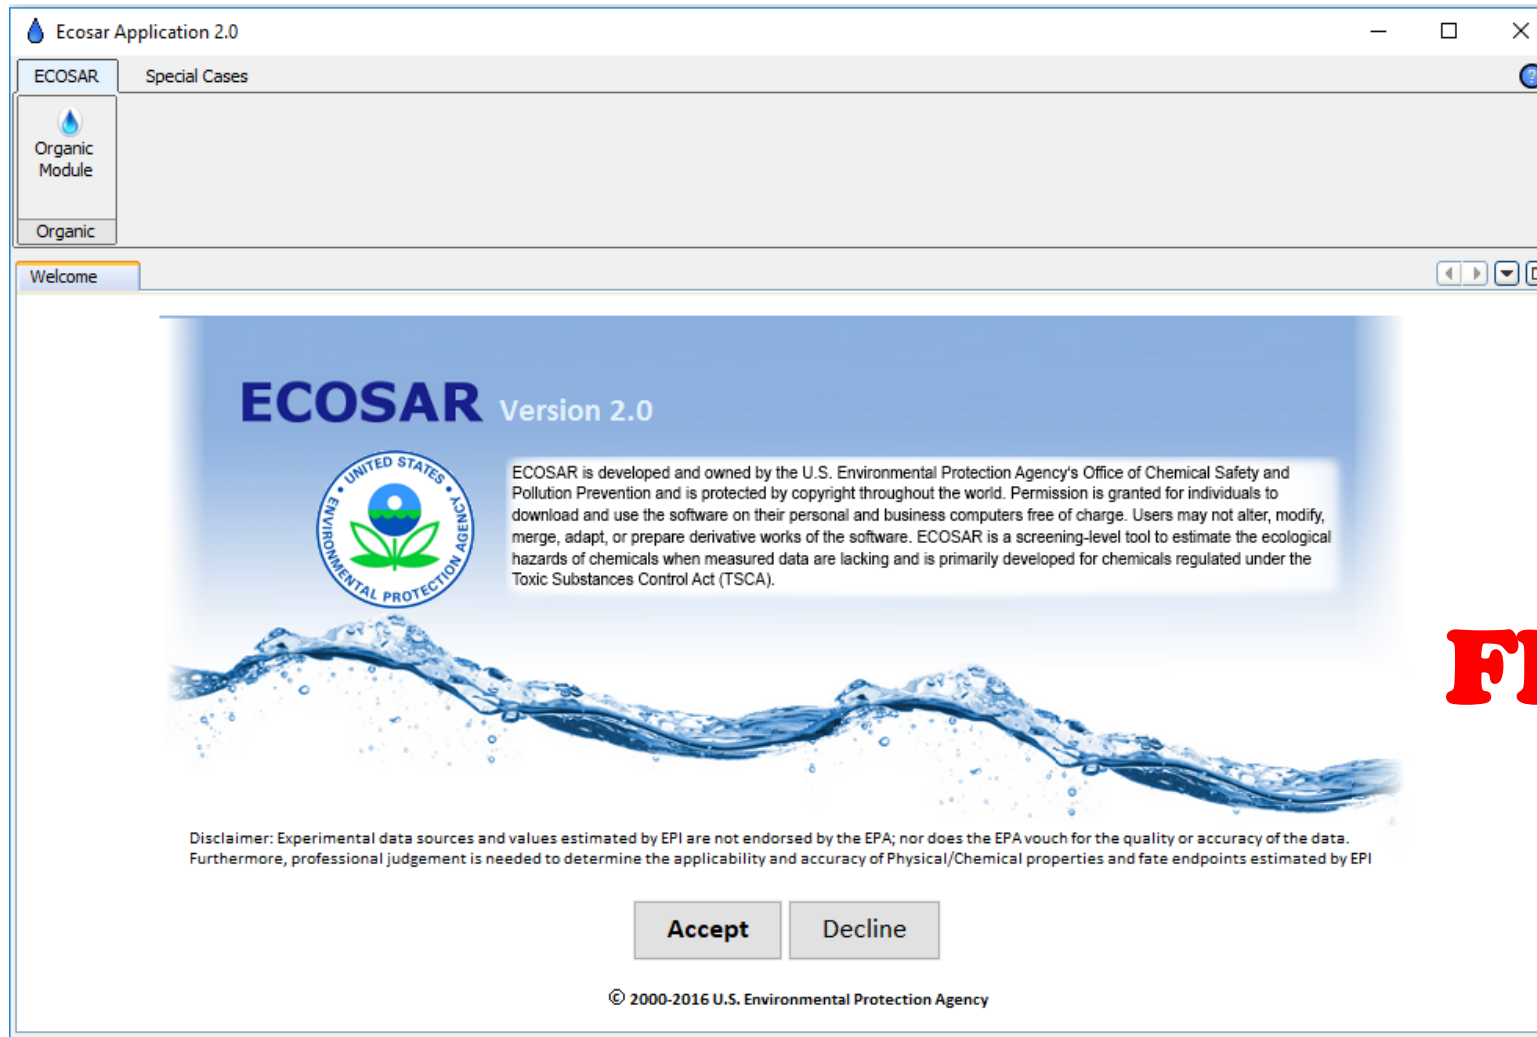 Ecosar Application 2.0
ECOSAR Special Cases
Organic
Module
Organic
Welcome
ECOSAR Version 2.0
UNITED STATES • ENVIRONMENTAL PROTECTION AGENCY •
ECOSAR is developed and owned by the U.S. Environmental Protection Agency's Office of Chemical Safety and
Pollution Prevention and is protected by copyright throughout the world. Permission is granted for individuals to
download and use the software on their personal and business computers free of charge. Users may not alter, modify,
merge, adapt, or prepare derivative works of the software. ECOSAR is a screening-level tool to estimate the ecological
hazards of chemicals when measured data are lacking and is primarily developed for chemicals regulated under the
Toxic Substances Control Act (TSCA).
Disclaimer: Experimental data sources and values estimated by EPI are not endorsed by the EPA; nor does the EPA vouch for the quality or accuracy of the data.
Furthermore, professional judgement is needed to determine the applicability and accuracy of Physical/Chemical properties and fate endpoints estimated by EPI
Accept Decline
© 2000-2016 U.S. Environmental Protection Agency